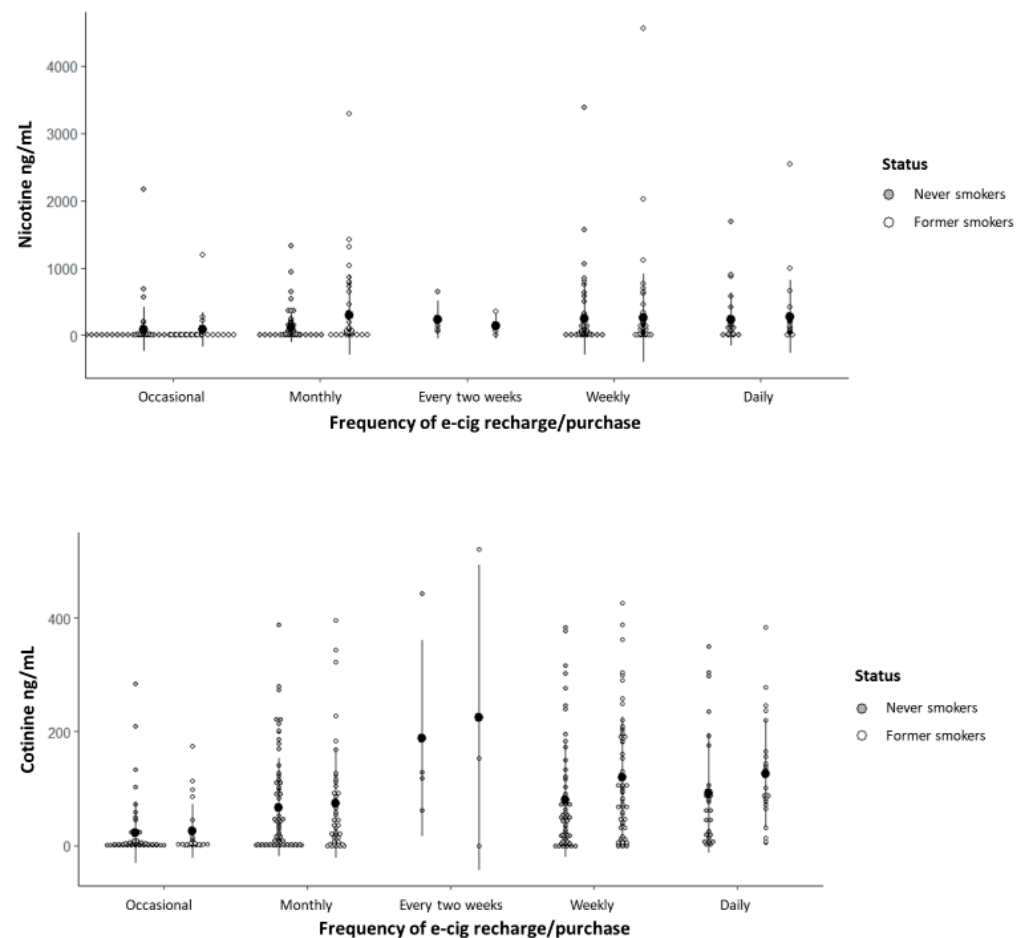 Nicotine ng/mL
4000
3000
2000
1000
0
Occasional Monthly Every two weeks Weekly Daily
Frequency of e-cig recharge/purchase
Status
Never smokers
Former smokers
Cotinine ng/mL
400
200
0
Occasional Monthly Every two weeks Weekly Daily
Frequency of e-cig recharge/purchase
Status
Never smokers
Former smokers